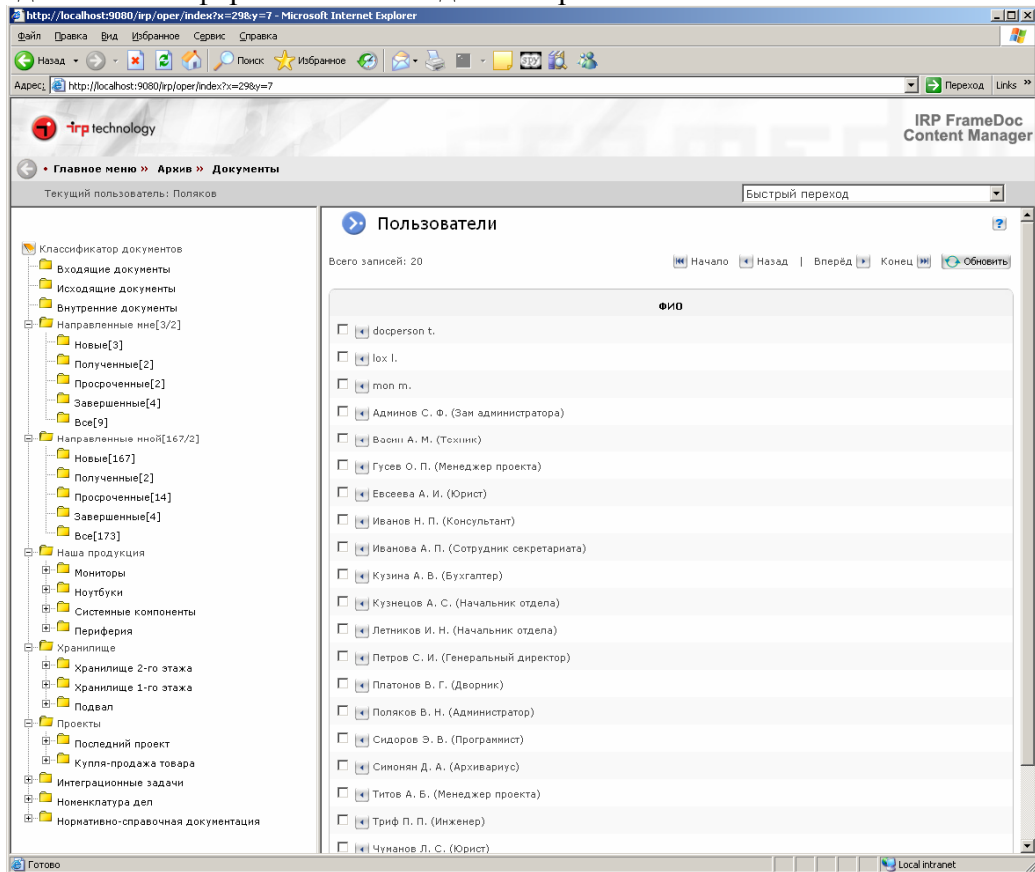 http://localhost:9080/irp/oper/index?x=29&y=7 - Microsoft Internet Explorer
Файл Правка Вид Избранное Сервис Справка
Назад Поиск Избранное
Адрес: http://localhost:9080/irp/oper/index?x=29&y=7 Переход Links »
irp technology
IRP FrameDoc
Content Manager
• Главное меню » Архив » Документы
Текущий пользователь: Поляков
Быстрый переход
Классификатор документов
Входящие документы
Исходящие документы
Внутренние документы
Направленные мне[3/2]
Новые[3]
Полученные[2]
Просроченные[2]
Завершенные[4]
Все[9]
Направленные мной[167/2]
Новые[167]
Полученные[2]
Просроченные[14]
Завершенные[4]
Все[173]
Наша продукция
Мониторы
Ноутбуки
Системные компоненты
Периферия
Хранилище
Хранилище 2-го этажа
Хранилище 1-го этажа
Подвал
Проекты
Последний проект
Купля-продажа товара
Интеграционные задачи
Номенклатура дел
Нормативно-справочная документация
Пользователи
Всего записей: 20
Начало Назад | Вперёд Конец Обновить
ФИО
docperson t.
lox l.
mon m.
Админов С. Ф. (Зам администратора)
Васин А. М. (Техник)
Гусев О. П. (Менеджер проекта)
Евсеева А. И. (Юрист)
Иванов Н. П. (Консультант)
Иванова А. П. (Сотрудник секретариата)
Кузина А. В. (Бухгалтер)
Кузнецов А. С. (Начальник отдела)
Летников И. Н. (Начальник отдела)
Петров С. И. (Генеральный директор)
Платонов В. Г. (Дворник)
Поляков В. Н. (Администратор)
Сидоров Э. В. (Программист)
Симонян Д. А. (Архивариус)
Титов А. Б. (Менеджер проекта)
Триф П. П. (Инженер)
Чуманов Л. С. (Юрист)
Готово
Local intranet